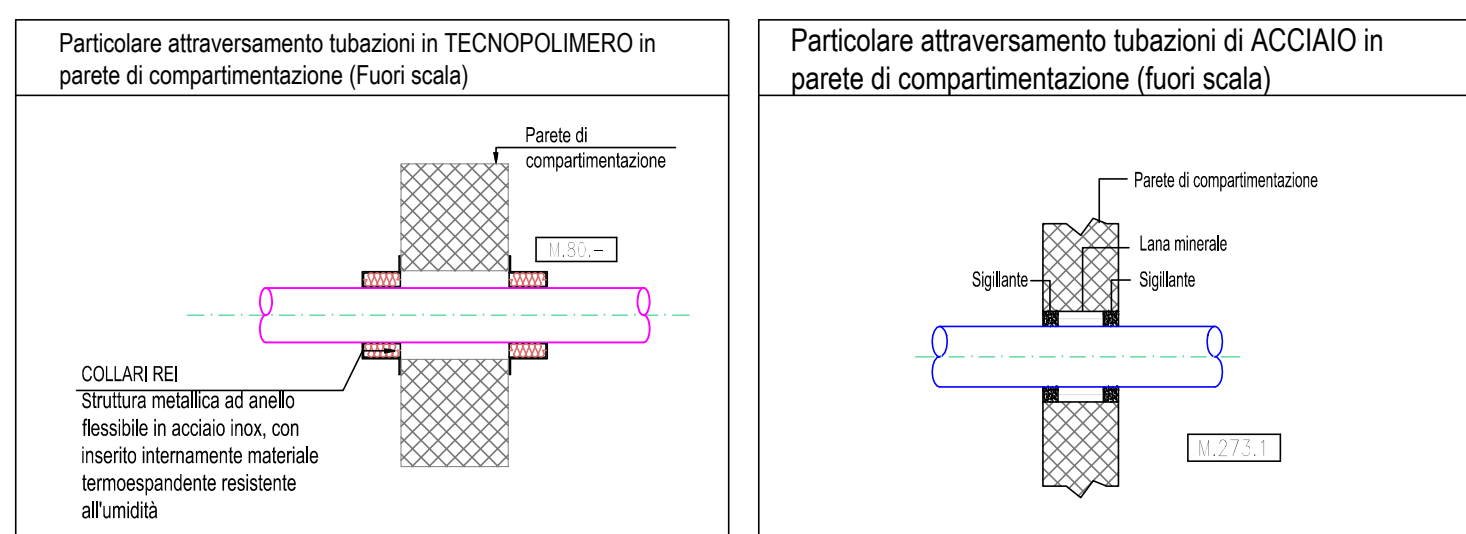 Particolare attraversamento tubazioni in TECNOPOLIMERO in
parete di compartimentazione (Fuori scala)
Parete di
compartimentazione
M.80.-
COLLARI REI
Struttura metallica ad anello
flessibile in acciaio inox, con
inserito internamente materiale
termoespandente resistente
all'umidità
Particolare attraversamento tubazioni di ACCIAIO in
parete di compartimentazione (fuori scala)
Parete di compartimentazione
Lana minerale
Sigillante
Sigillante
M.273.1